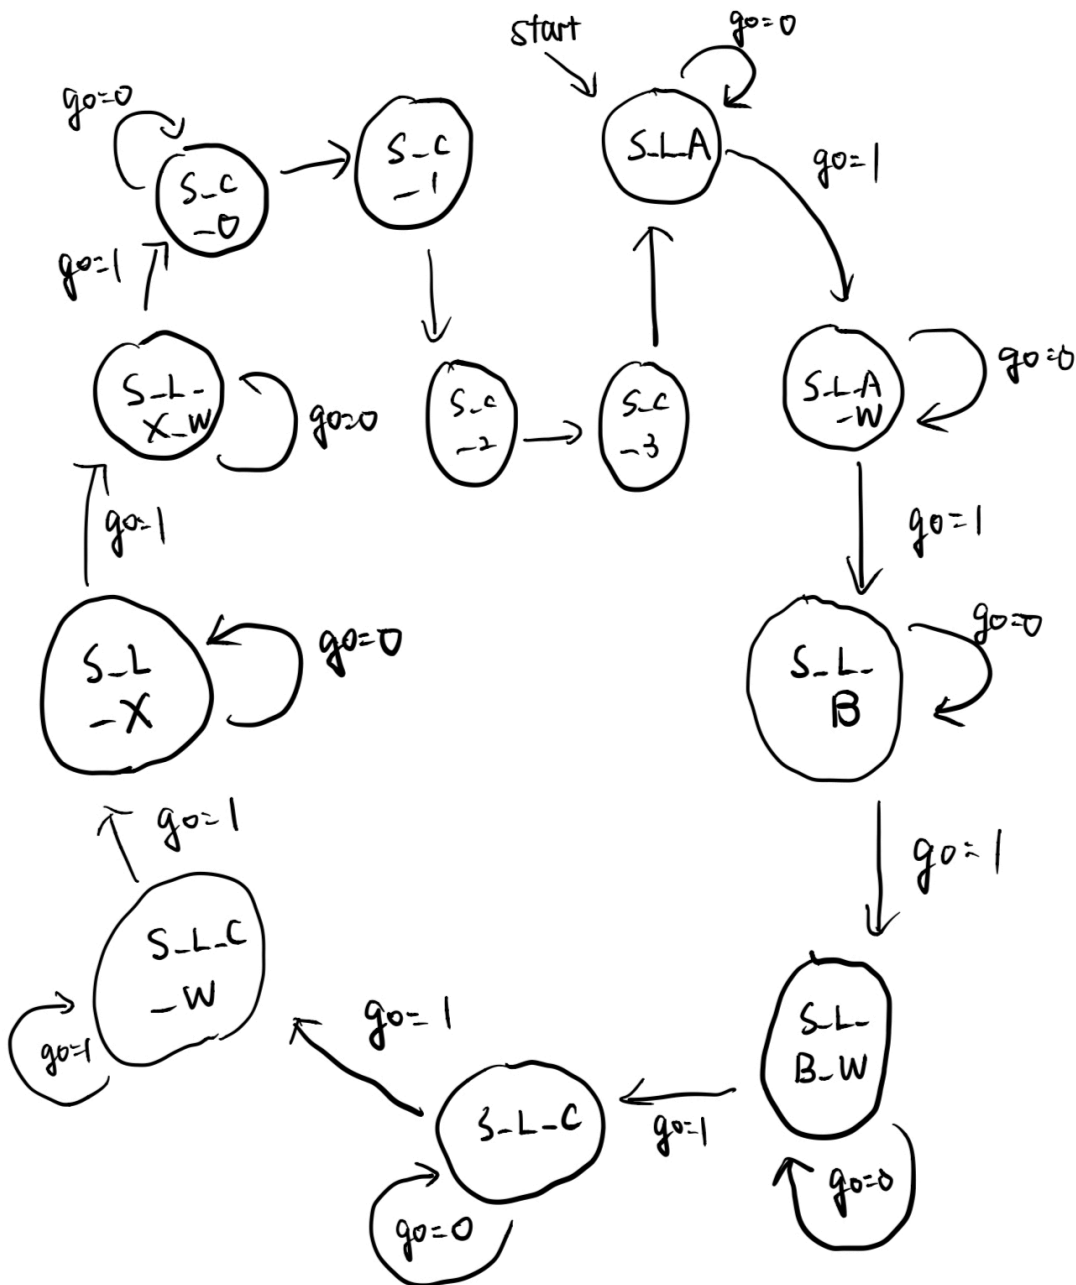 start
go=0
S_L_A
go=1
S_L_A
_W
go=0
go=1
S_L_
B
go=0
go=1
S_L_
B_W
go=0
go=1
S_L_C
go=0
go=1
S_L_C
_W
go=1
go=1
S_L
_X
go=0
go=1
S_L_
X_W
go=0
go=1
S_C
_0
go=0
S_C
_1
S_C
_2
S_C
_3